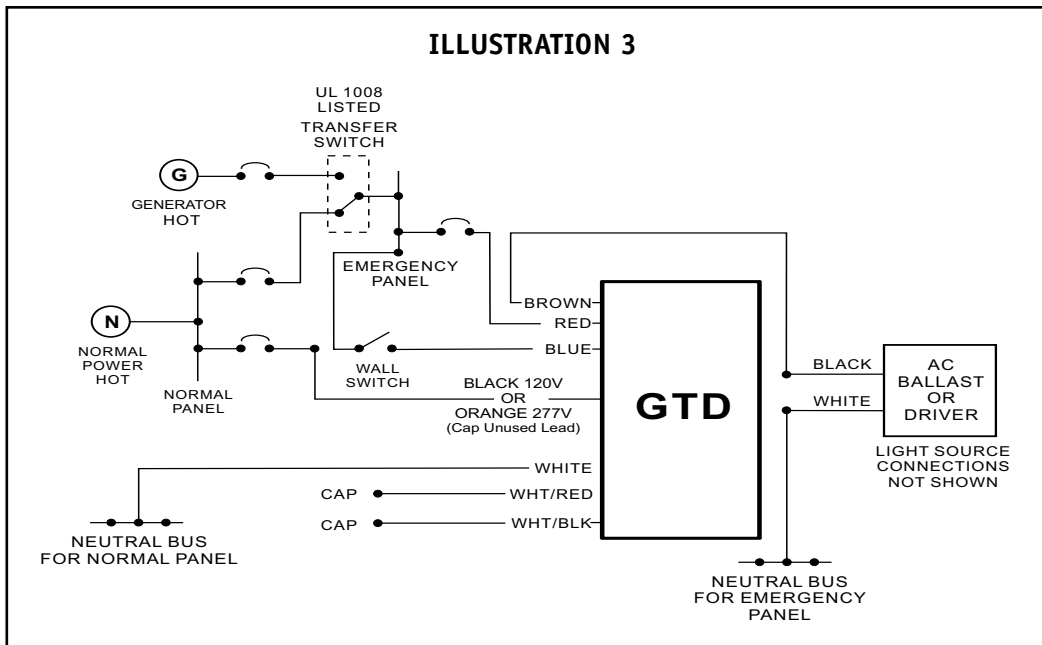 ILLUSTRATION 3
UL 1008
LISTED
TRANSFER
SWITCH
G
GENERATOR
HOT
EMERGENCY
PANEL
N
NORMAL
POWER
HOT
NORMAL
PANEL
WALL
SWITCH
BROWN
RED
BLUE
BLACK 120V
OR
ORANGE 277V
(Cap Unused Lead)
GTD
WHITE
CAP
WHT/RED
CAP
WHT/BLK
BLACK
WHITE
AC
BALLAST
OR
DRIVER
LIGHT SOURCE
CONNECTIONS
NOT SHOWN
NEUTRAL BUS
FOR NORMAL PANEL
NEUTRAL BUS
FOR EMERGENCY
PANEL